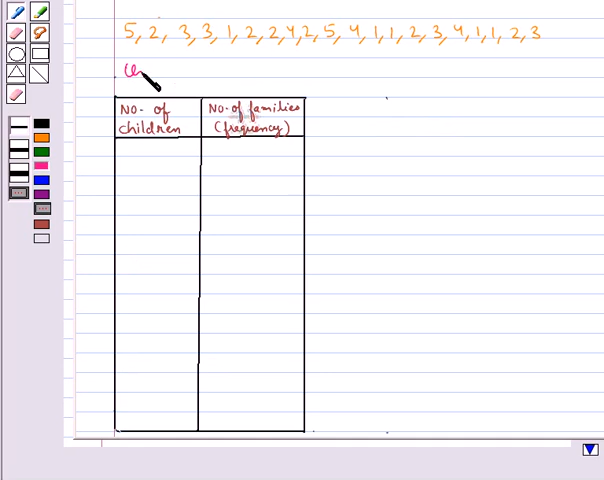 5, 2, 3, 3, 1, 2, 2, 4, 2, 5, 4, 1, 1, 2, 3, 4, 1, 1, 2, 3
No. of children
No. of families (frequency)